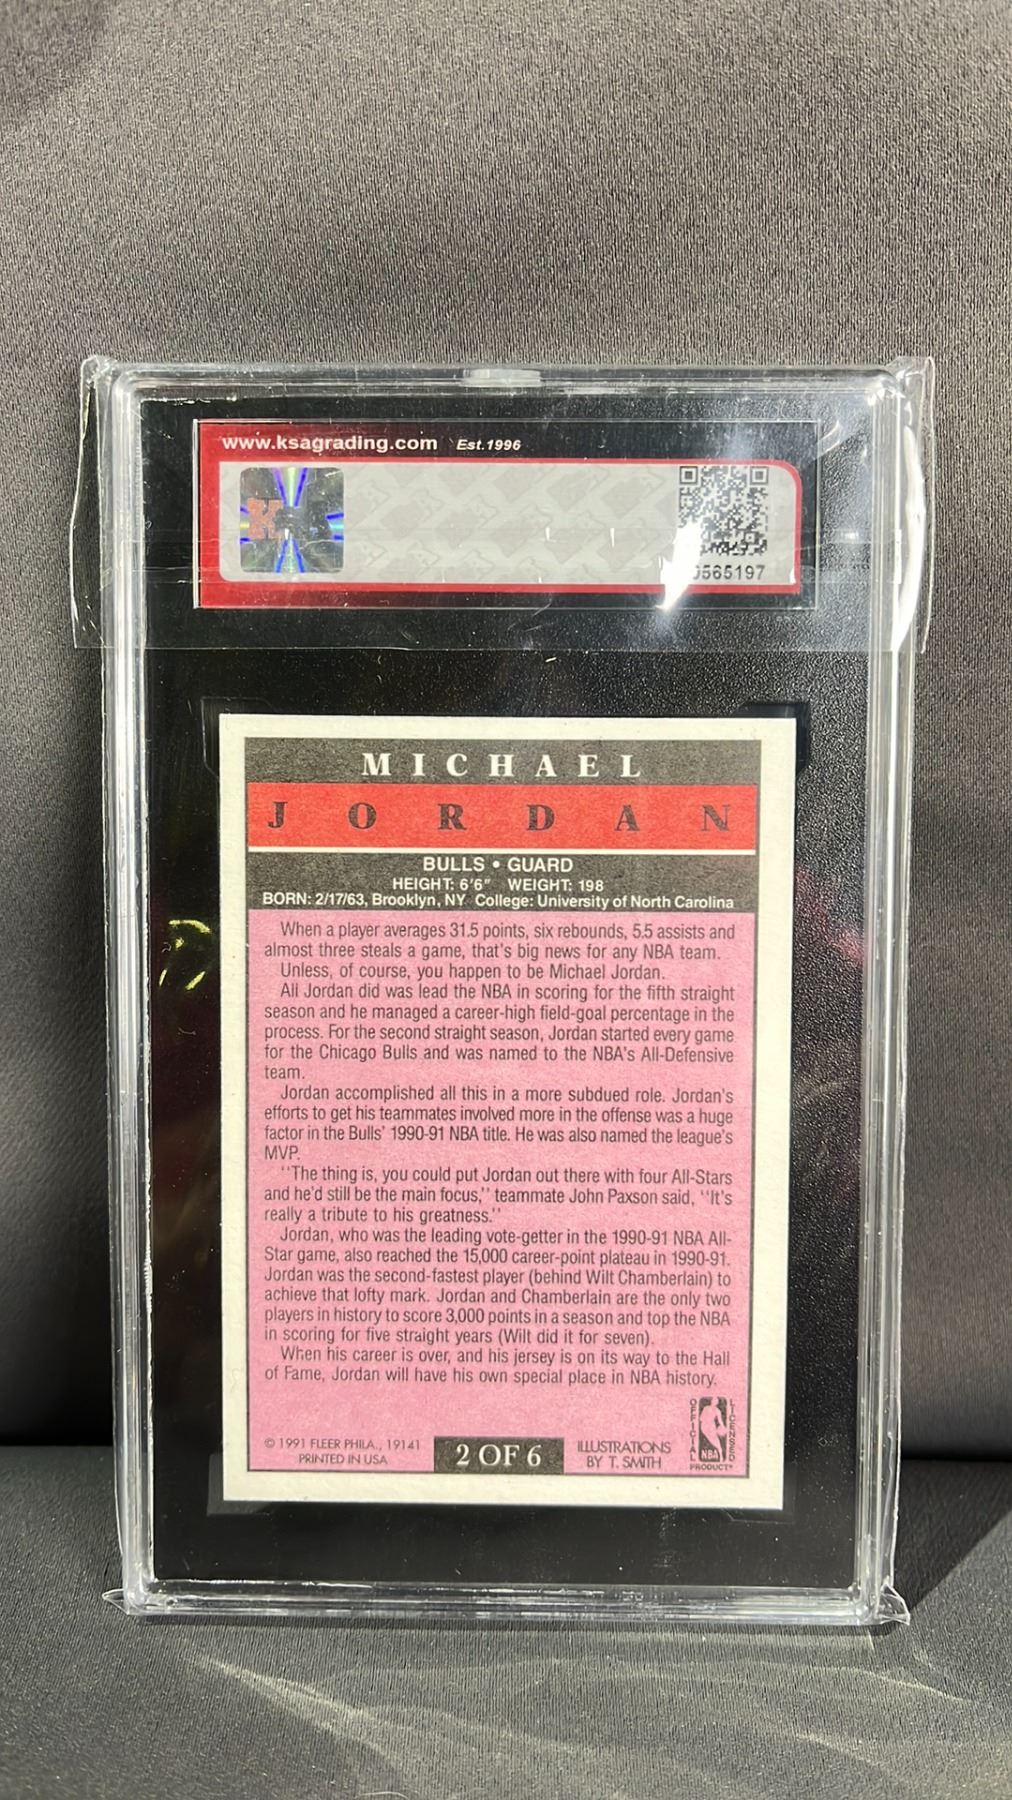 www.ksagrading.com Est.1996
565197
MICHAEL
JORDAN
BULLS • GUARD
HEIGHT: 6'6" WEIGHT: 198
BORN: 2/17/63, Brooklyn, NY College: University of North Carolina
When a player averages 31.5 points, six rebounds, 5.5 assists and
almost three steals a game, that's big news for any NBA team.
Unless, of course, you happen to be Michael Jordan.
All Jordan did was lead the NBA in scoring for the fifth straight
season and he managed a career-high field-goal percentage in the
process. For the second straight season, Jordan started every game
for the Chicago Bulls and was named to the NBA's All-Defensive
team.
Jordan accomplished all this in a more subdued role. Jordan's
efforts to get his teammates involved more in the offense was a huge
factor in the Bulls' 1990-91 NBA title. He was also named the league's
MVP.
''The thing is, you could put Jordan out there with four All-Stars
and he'd still be the main focus,'' teammate John Paxson said, ''It's
really a tribute to his greatness.''
Jordan, who was the leading vote-getter in the 1990-91 NBA All-
Star game, also reached the 15,000 career-point plateau in 1990-91.
Jordan was the second-fastest player (behind Wilt Chamberlain) to
achieve that lofty mark. Jordan and Chamberlain are the only two
players in history to score 3,000 points in a season and top the NBA
in scoring for five straight years (Wilt did it for seven).
When his career is over, and his jersey is on its way to the Hall
of Fame, Jordan will have his own special place in NBA history.
© 1991 FLEER PHILA., 19141
PRINTED IN USA
2 OF 6
ILLUSTRATIONS
BY T. SMITH
OFFICIAL
LICENSED
NBA
PRODUCT